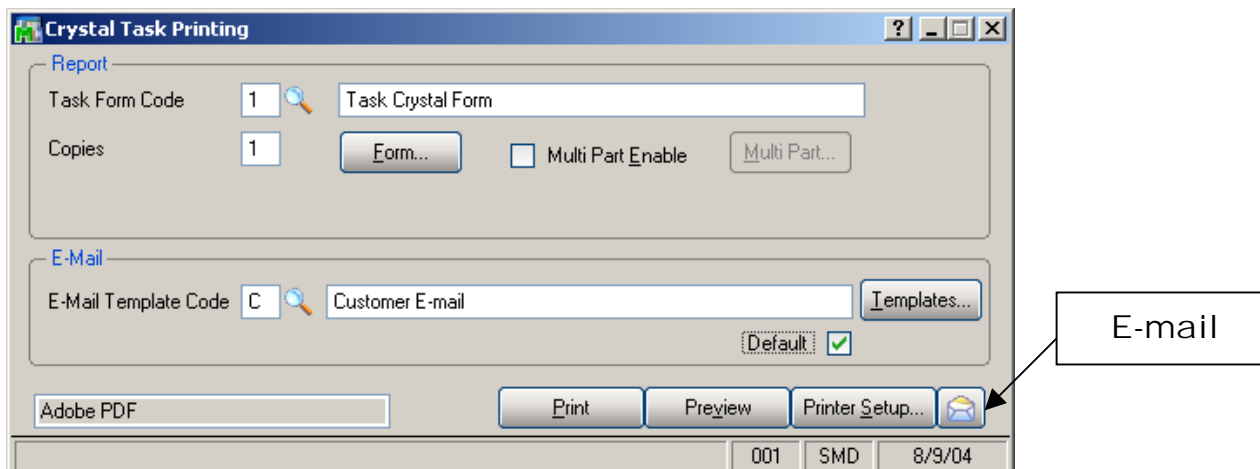 Crystal Task Printing
Report
Task Form Code 1 Task Crystal Form
Copies 1 Form... Multi Part Enable Multi Part...
E-Mail
E-Mail Template Code C Customer E-mail Templates...
Default
E-mail
Adobe PDF Print Preview Printer Setup...
001 SMD 8/9/04